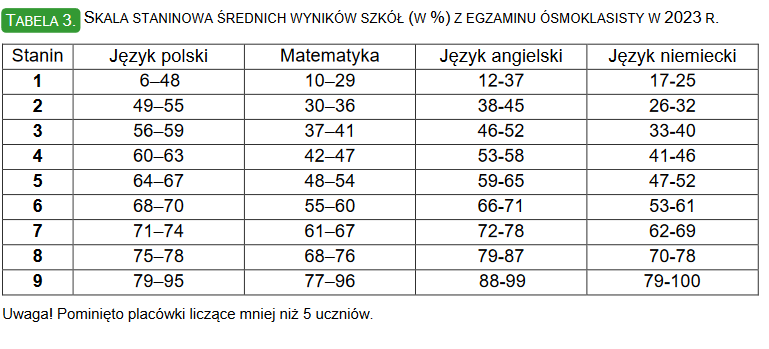 TABELA 3. SKALA STANINOWA ŚREDNICH WYNIKÓW SZKÓŁ (W %) Z EGZAMINU ÓSMOKLASISTY W 2023 R.
Stanin Język polski Matematyka Język angielski Język niemiecki
1 6–48 10–29 12-37 17-25
2 49–55 30–36 38-45 26-32
3 56–59 37–41 46-52 33-40
4 60–63 42–47 53-58 41-46
5 64–67 48–54 59-65 47-52
6 68–70 55–60 66-71 53-61
7 71–74 61–67 72-78 62-69
8 75–78 68–76 79-87 70-78
9 79–95 77–96 88-99 79-100
Uwaga! Pominięto placówki liczące mniej niż 5 uczniów.